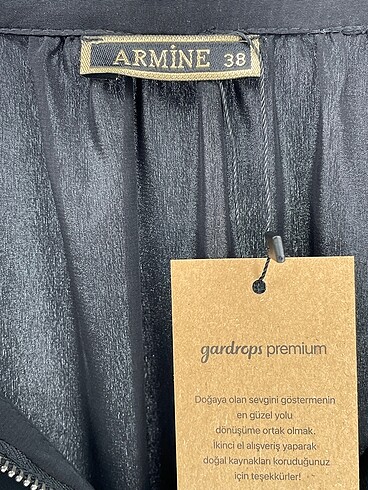 ARMİNE 38
gardrops premium
Doğaya olan sevgini göstermenin
en güzel yolu
dönüşüme ortak olmak.
İkinci el alışveriş yaparak
doğal kaynakları koruduğunuz
için teşekkürler!